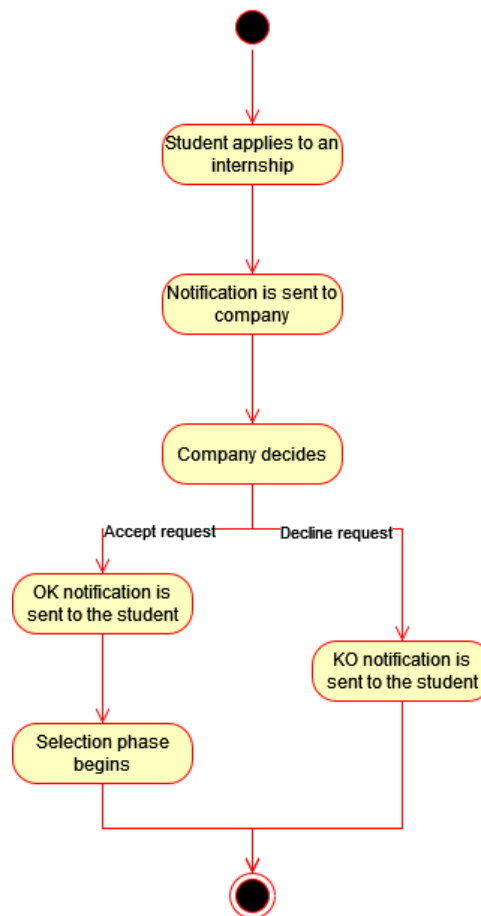 Student applies to an
internship
Notification is sent to
company
Company decides
Accept request
Decline request
OK notification is
sent to the student
KO notification is
sent to the student
Selection phase
begins